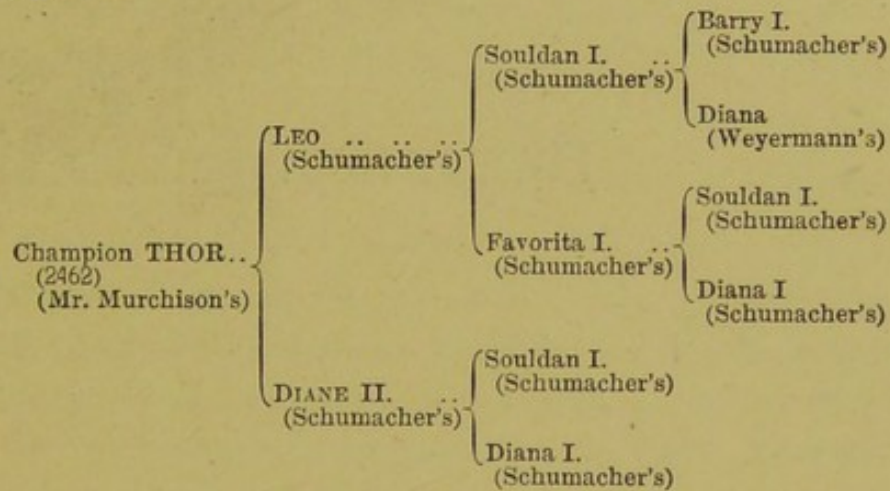 Barry I.
(Schumacher's)
Souldan I. ..
(Schumacher's)
Diana
(Weyermann's)
LEO .. .. ..
(Schumacher's)
Souldan I.
(Schumacher's)
Favorita I. ..
(Schumacher's)
Diana I
(Schumacher's)
Champion THOR..
(2462)
(Mr. Murchison's)
Souldan I.
(Schumacher's)
DIANE II. ..
(Schumacher's)
Diana I.
(Schumacher's)